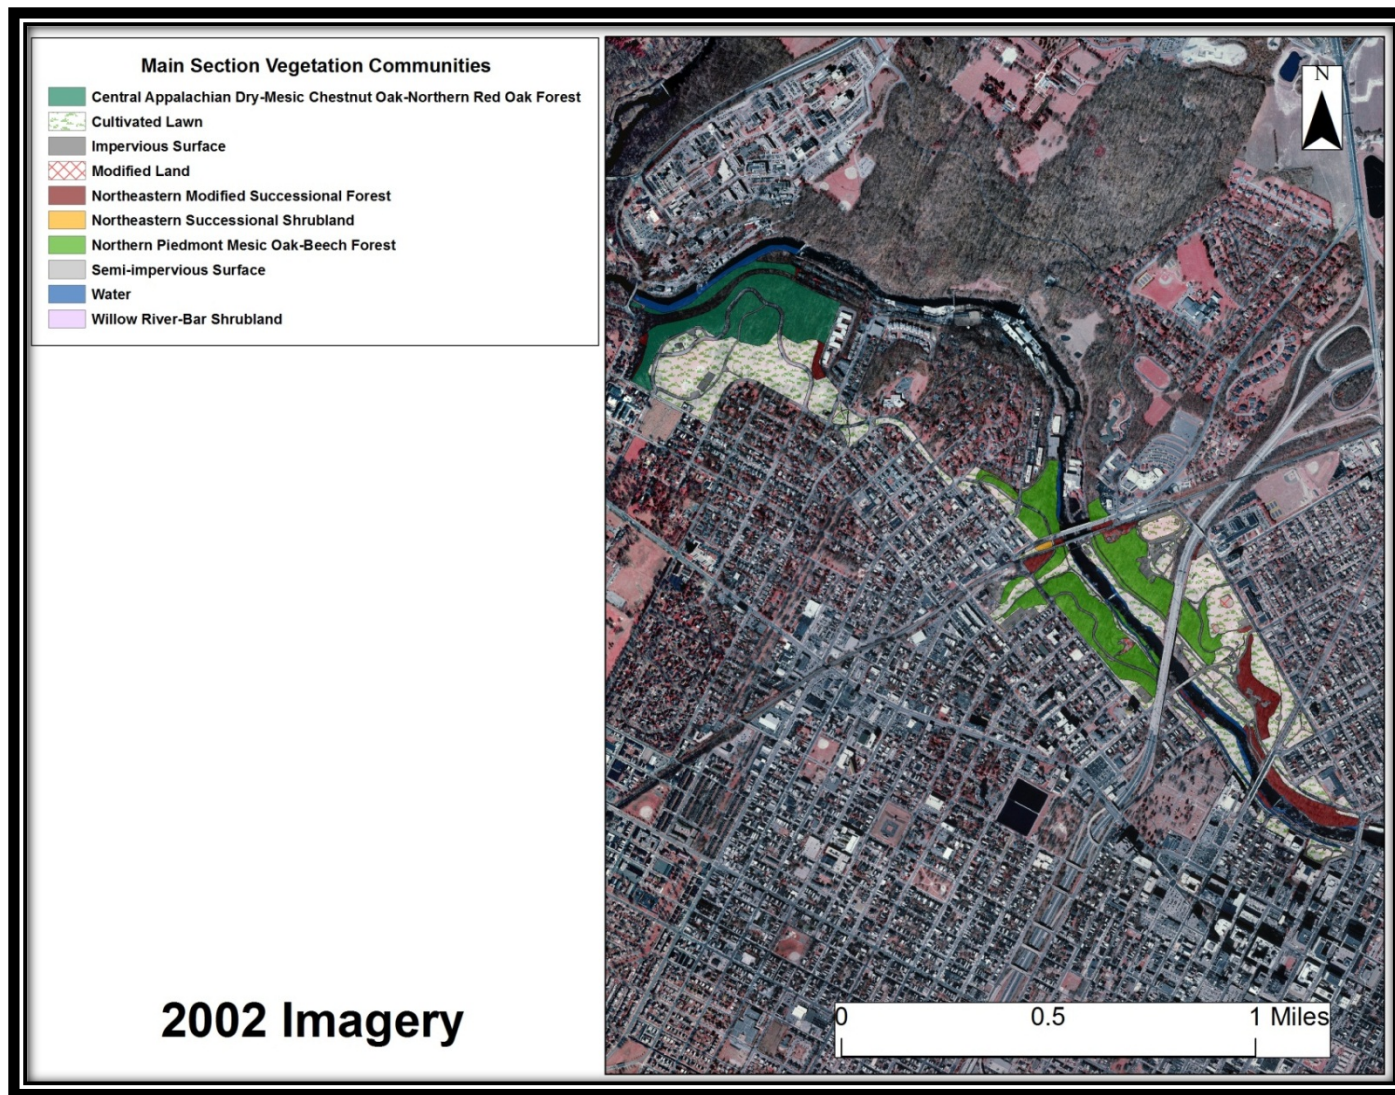 Main Section Vegetation Communities
Central Appalachian Dry-Mesic Chestnut Oak-Northern Red Oak Forest
Cultivated Lawn
Impervious Surface
Modified Land
Northeastern Modified Successional Forest
Northeastern Successional Shrubland
Northern Piedmont Mesic Oak-Beech Forest
Semi-impervious Surface
Water
Willow River-Bar Shrubland
N
2002 Imagery
0 0.5 1 Miles